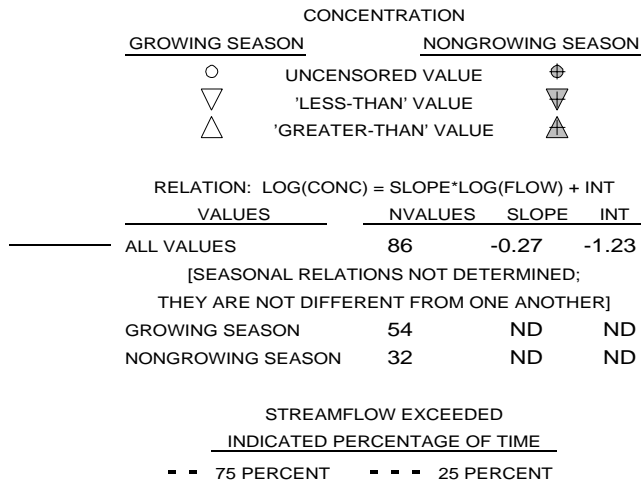 CONCENTRATION
GROWING SEASON NONGROWING SEASON
UNCENSORED VALUE
'LESS-THAN' VALUE
'GREATER-THAN' VALUE
RELATION: LOG(CONC) = SLOPE*LOG(FLOW) + INT
VALUES NVALUES SLOPE INT
ALL VALUES 86 -0.27 -1.23
[SEASONAL RELATIONS NOT DETERMINED;
THEY ARE NOT DIFFERENT FROM ONE ANOTHER]
GROWING SEASON 54 ND ND
NONGROWING SEASON 32 ND ND
STREAMFLOW EXCEEDED
INDICATED PERCENTAGE OF TIME
75 PERCENT 25 PERCENT